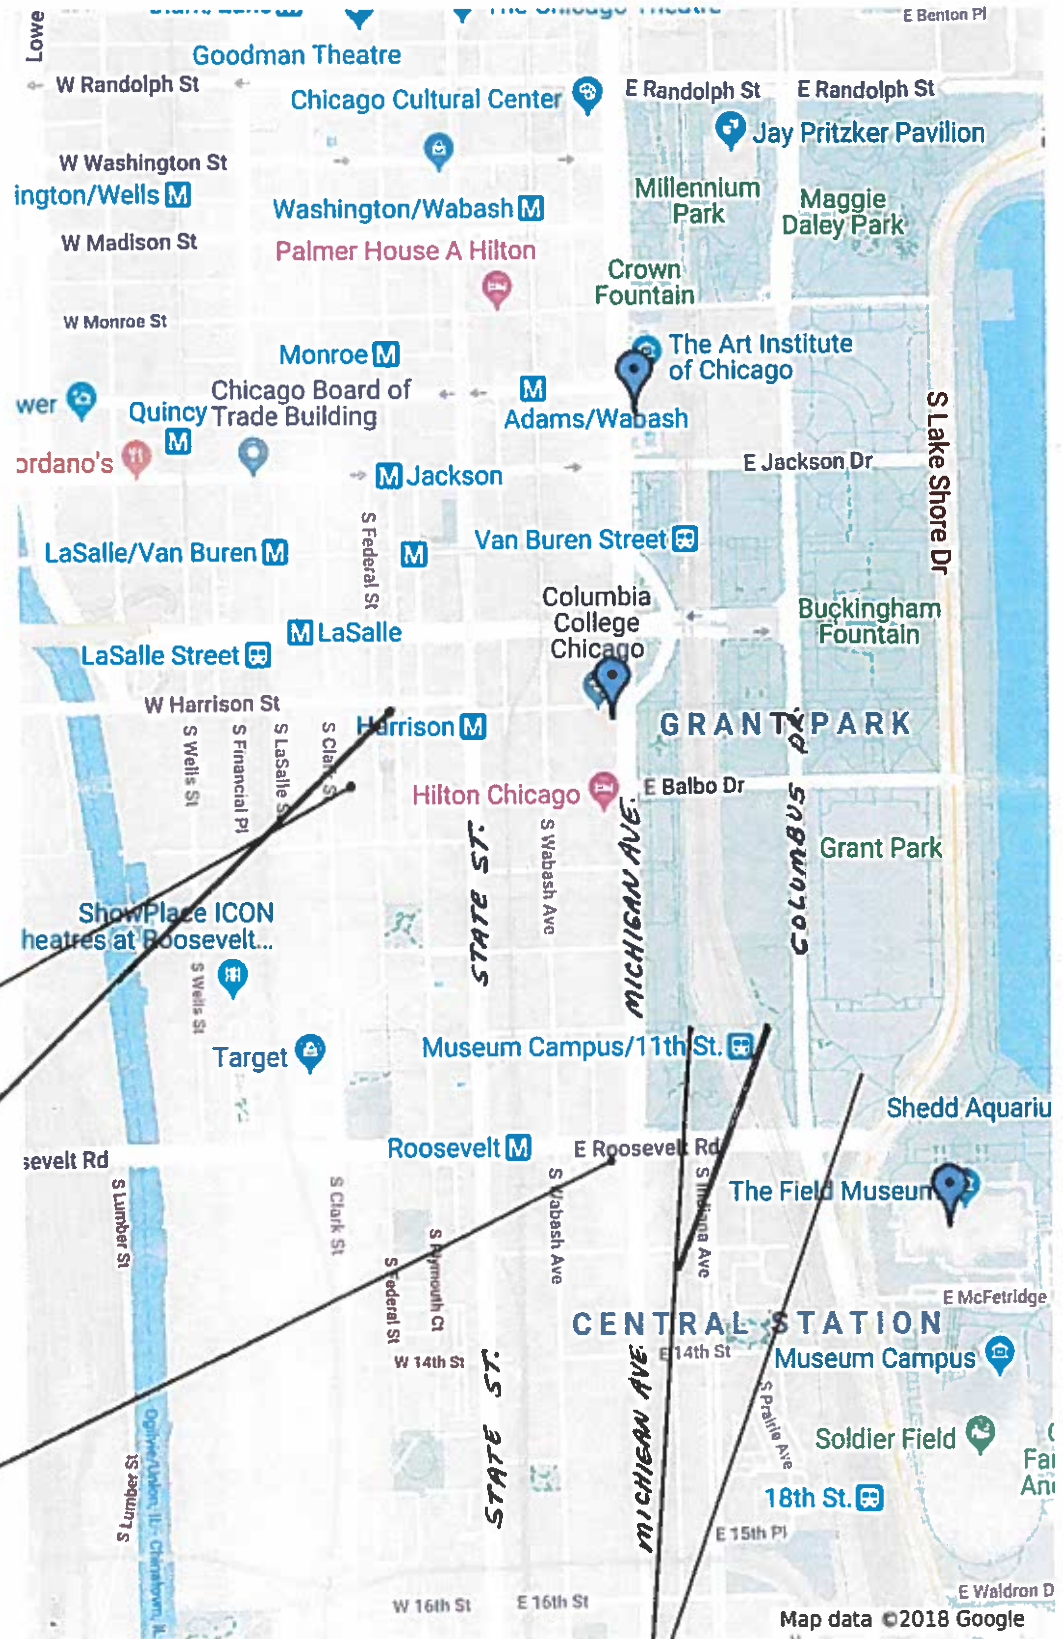 Lowe
E Benton Pl
Goodman Theatre
W Randolph St
Chicago Cultural Center
E Randolph St
E Randolph St
Jay Pritzker Pavilion
W Washington St
ington/Wells M
Millennium
Park
Maggie
Daley Park
Washington/Wabash M
W Madison St
Palmer House A Hilton
Crown
Fountain
W Monroe St
Monroe M
The Art Institute
of Chicago
wer
Chicago Board of
Trade Building
Quincy
M
M
Adams/Wabash
S Lake Shore Dr
ordano's
M Jackson
E Jackson Dr
S Federal St
LaSalle/Van Buren M
M
Van Buren Street
Columbia
College
Chicago
Buckingham
Fountain
M LaSalle
LaSalle Street
W Harrison St
Harrison M
GRANT PARK
S Wells St
S Financial Pl
S LaSalle S
S Clark S
Hilton Chicago
E Balbo Dr
STATE ST.
S Wabash Ave
MICHIGAN AVE.
COLUMBUS DR.
Grant Park
ShowPlace ICON
heatres at Roosevelt...
S Wells St
Target
Museum Campus/11th St.
Shedd Aquariu
sevelt Rd
Roosevelt M
E Roosevelt Rd
S Lumber St
S Clark St
S Wabash Ave
S Indiana Ave
The Field Museum
S Federal St
S Plymouth Ct
E McFetridge
CENTRAL STATION
W 14th St
E 14th St
Museum Campus
STATE ST.
MICHIGAN AVE.
S Prairie Ave
Soldier Field
Fai
An
S Lumber St
Ogilvie/Union, IL - Chinatown, IL
18th St.
E 15th Pl
W 16th St
E 16th St
E Waldron D
Map data ©2018 Google